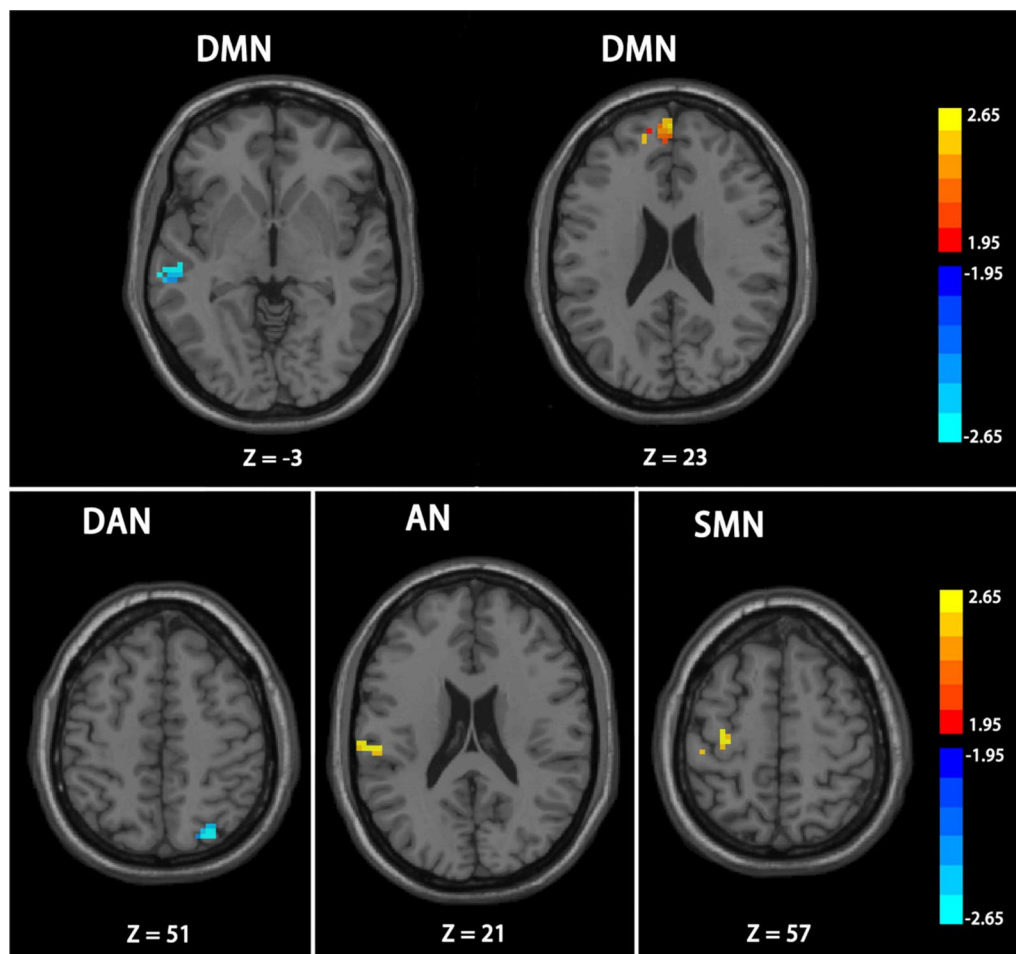 DMN
DMN
2.65
1.95
-1.95
-2.65
Z = -3
Z = 23
DAN
AN
SMN
2.65
1.95
-1.95
-2.65
Z = 51
Z = 21
Z = 57